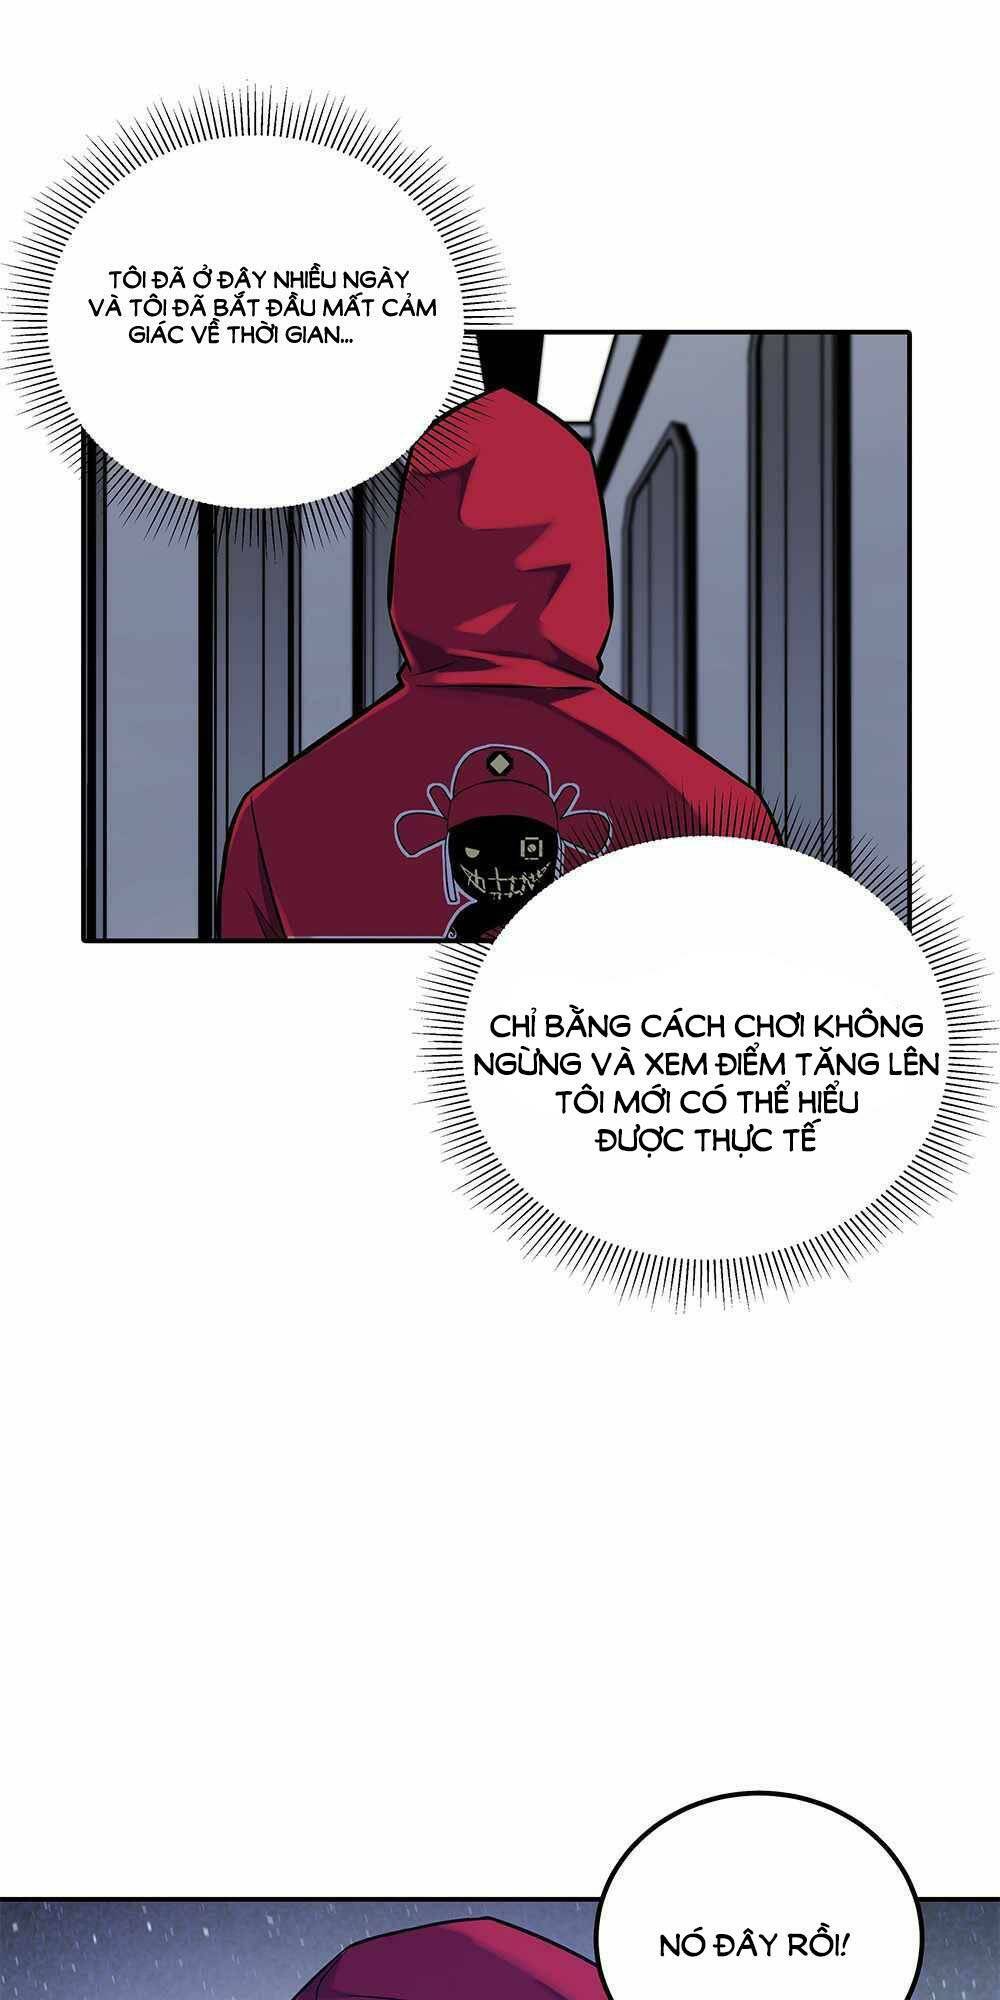 TÔI ĐÃ Ở ĐÂY NHIỀU NGÀY
VÀ TÔI ĐÃ BẮT ĐẦU MẤT CẢM
GIÁC VỀ THỜI GIAN...
CHỈ BẰNG CÁCH CHƠI KHÔNG
NGỪNG VÀ XEM ĐIỂM TĂNG LÊN
TÔI MỚI CÓ THỂ HIỂU
ĐƯỢC THỰC TẾ
NÓ ĐÂY RỒI!